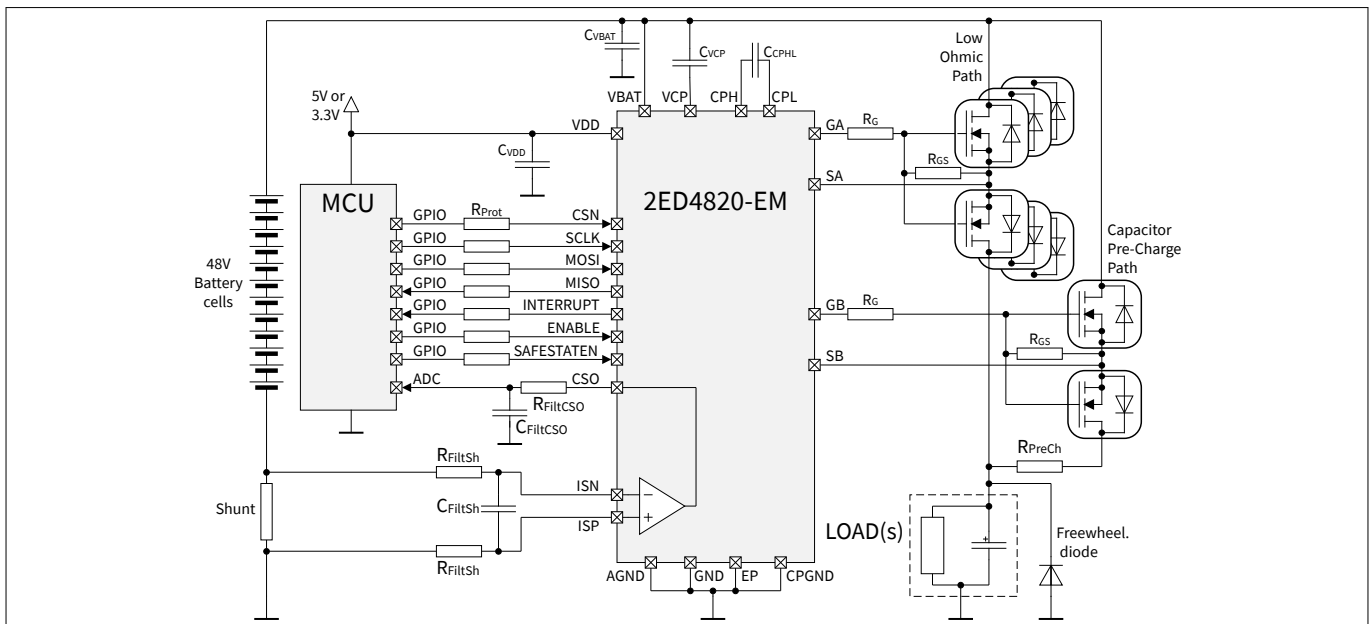 CVBAT
CVCP
CCPHL
Low
Ohmic
Path
5V or
3.3V
VBAT
VCP
CPH
CPL
VDD
GA
RG
CVDD
RGS
SA
MCU
2ED4820-EM
GPIO
RProt
CSN
GPIO
SCLK
GPIO
MOSI
GPIO
MISO
GPIO
INTERRUPT
GPIO
ENABLE
GPIO
SAFESTATEN
ADC
CSO
48V
Battery
cells
Capacitor
Pre-Charge
Path
GB
RG
RGS
SB
RFiltCSO
CFiltCSO
RPreCh
RFiltSh
ISN
−
Shunt
CFiltSh
ISP
+
RFiltSh
LOAD(s)
+
Freewheel.
diode
AGND
GND
EP
CPGND